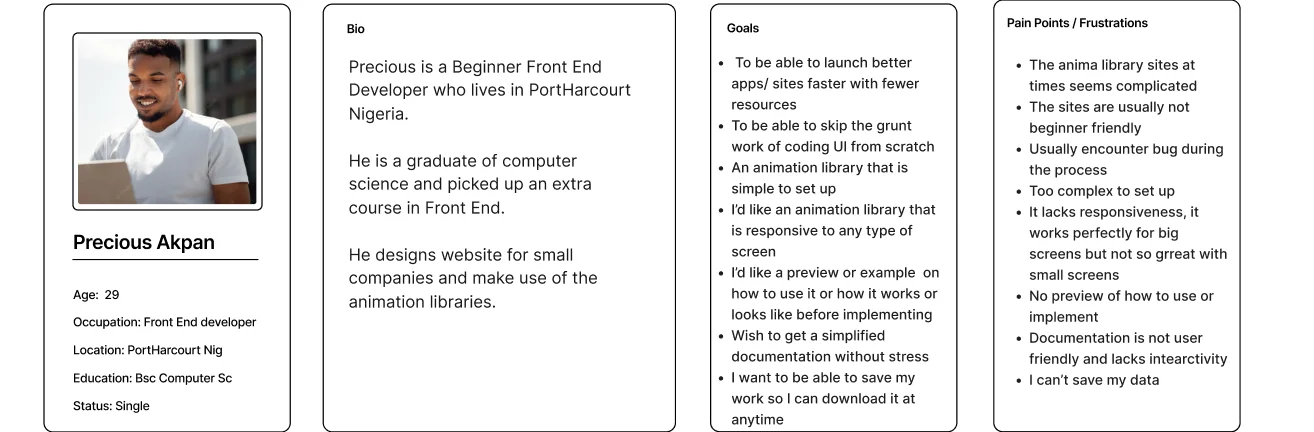 Precious Akpan
Age: 29
Occupation: Front End developer
Location: PortHarcourt Nig
Education: Bsc Computer Sc
Status: Single
Bio
Precious is a Beginner Front End
Developer who lives in PortHarcourt
Nigeria.
He is a graduate of computer
science and picked up an extra
course in Front End.
He designs website for small
companies and make use of the
animation libraries.
Goals
• To be able to launch better
apps/ sites faster with fewer
resources
• To be able to skip the grunt
work of coding UI from scratch
• An animation library that is
simple to set up
• I’d like an animation library that
is responsive to any type of
screen
• I’d like a preview or example on
how to use it or how it works or
looks like before implementing
• Wish to get a simplified
documentation without stress
• I want to be able to save my
work so I can download it at
anytime
Pain Points / Frustrations
• The anima library sites at
times seems complicated
• The sites are usually not
beginner friendly
• Usually encounter bug during
the process
• Too complex to set up
• It lacks responsiveness, it
works perfectly for big
screens but not so grreat with
small screens
• No preview of how to use or
implement
• Documentation is not user
friendly and lacks intearctivity
• I can’t save my data